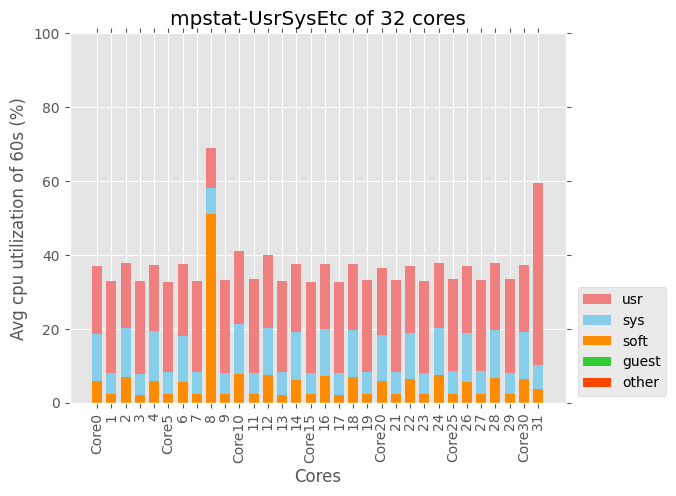 mpstat-UsrSysEtc of 32 cores
Avg cpu utilization of 60s (%)
100
80
60
40
20
0
Core0
1
2
3
4
Core5
6
7
8
9
Core10
11
12
13
14
Core15
16
17
18
19
Core20
21
22
23
24
Core25
26
27
28
29
Core30
31
Cores
usr
sys
soft
guest
other